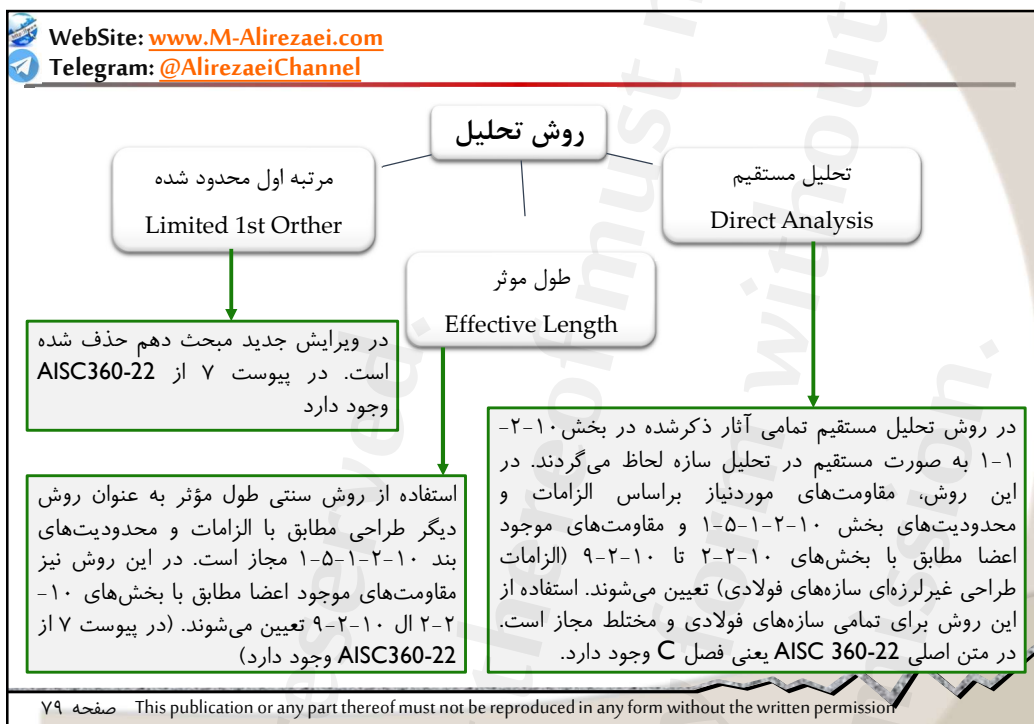 WebSite: www.M-Alirezaei.com
Telegram: @AlirezaeiChannel
روش تحلیل
مرتبه اول محدود شده
Limited 1st Orther
تحلیل مستقیم
Direct Analysis
طول موثر
Effective Length
در ویرایش جدید مبحث دهم حذف شده
است. در پیوست ۷ از AISC360-22
وجود دارد
استفاده از روش سنتی طول مؤثر به عنوان روش
دیگر طراحی مطابق با الزامات و محدودیت‌های
بند ۱۰-۲-۱-۵-۱ مجاز است. در این روش نیز
مقاومت‌های موجود اعضا مطابق با بخش‌های ۱۰-
۲-۲ ال ۱۰-۲-۹ تعیین می‌شوند. (در پیوست ۷ از
AISC360-22 وجود دارد)
در روش تحلیل مستقیم تمامی آثار ذکرشده در بخش۱۰-۲-
۱-۱ به صورت مستقیم در تحلیل سازه لحاظ می‌گردند. در
این روش، مقاومت‌های موردنیاز براساس الزامات و
محدودیت‌های بخش ۱۰-۲-۱-۵-۱ و مقاومت‌های موجود
اعضا مطابق با بخش‌های ۱۰-۲-۲ تا ۱۰-۲-۹ (الزامات
طراحی غیرلرزه‌ای سازه‌های فولادی) تعیین می‌شوند. استفاده از
این روش برای تمامی سازه‌های فولادی و مختلط مجاز است.
در متن اصلی AISC 360-22 یعنی فصل C وجود دارد.
صفحه ۷۹ This publication or any part thereof must not be reproduced in any form without the written permission